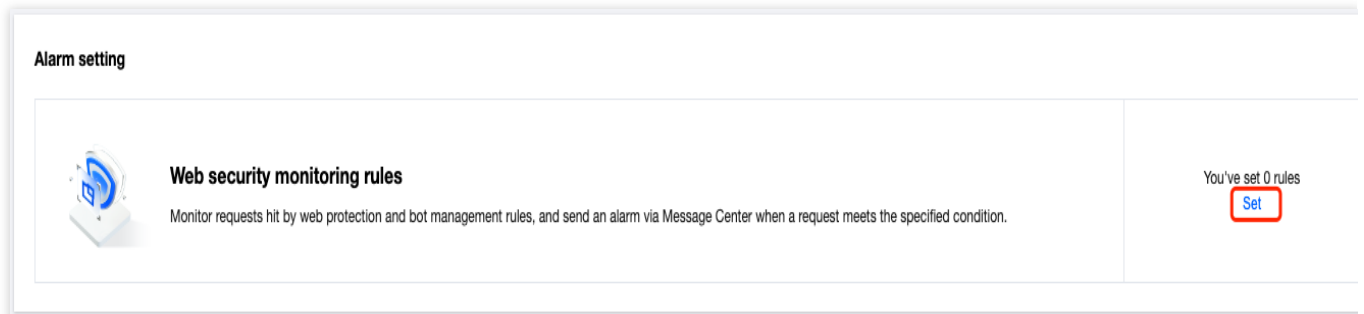 Alarm setting
Web security monitoring rules
Monitor requests hit by web protection and bot management rules, and send an alarm via Message Center when a request meets the specified condition.
You've set 0 rules
Set